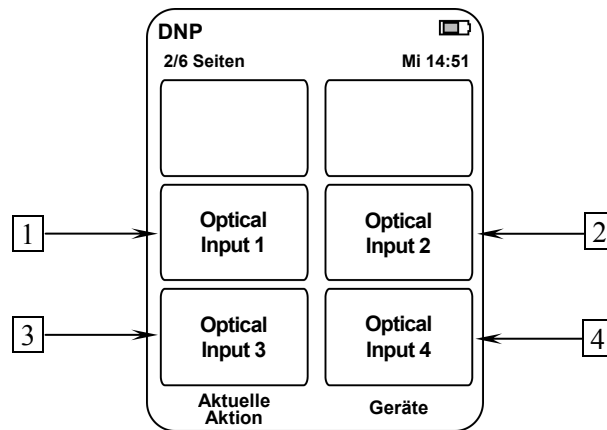 DNP
2/6 Seiten Mi 14:51
1 Optical Input 1
Optical Input 2 2
3 Optical Input 3
Optical Input 4 4
Aktuelle Aktion
Geräte